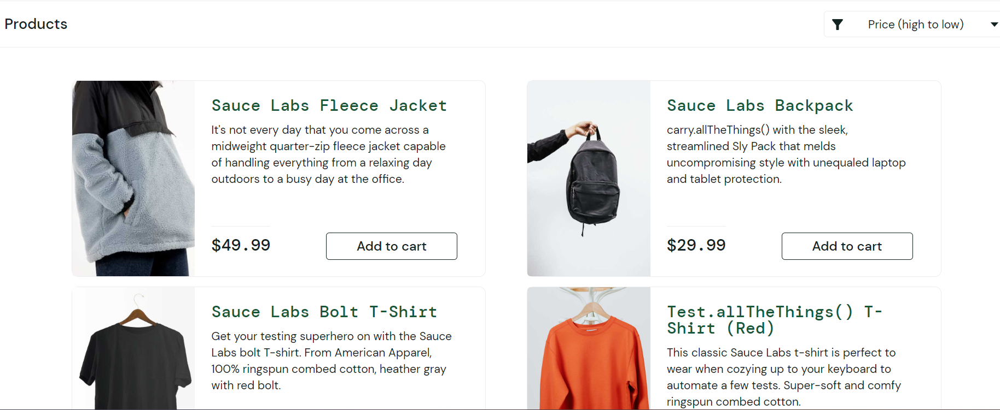 Products
Price (high to low)
Sauce Labs Fleece Jacket
It's not every day that you come across a
midweight quarter-zip fleece jacket capable
of handling everything from a relaxing day
outdoors to a busy day at the office.
$49.99
Add to cart
Sauce Labs Backpack
carry.allTheThings() with the sleek,
streamlined Sly Pack that melds
uncompromising style with unequaled laptop
and tablet protection.
$29.99
Add to cart
Sauce Labs Bolt T-Shirt
Get your testing superhero on with the Sauce
Labs bolt T-shirt. From American Apparel,
100% ringspun combed cotton, heather gray
with red bolt.
Test.allTheThings() T-
Shirt (Red)
This classic Sauce Labs t-shirt is perfect to
wear when cozying up to your keyboard to
automate a few tests. Super-soft and comfy
ringspun combed cotton.